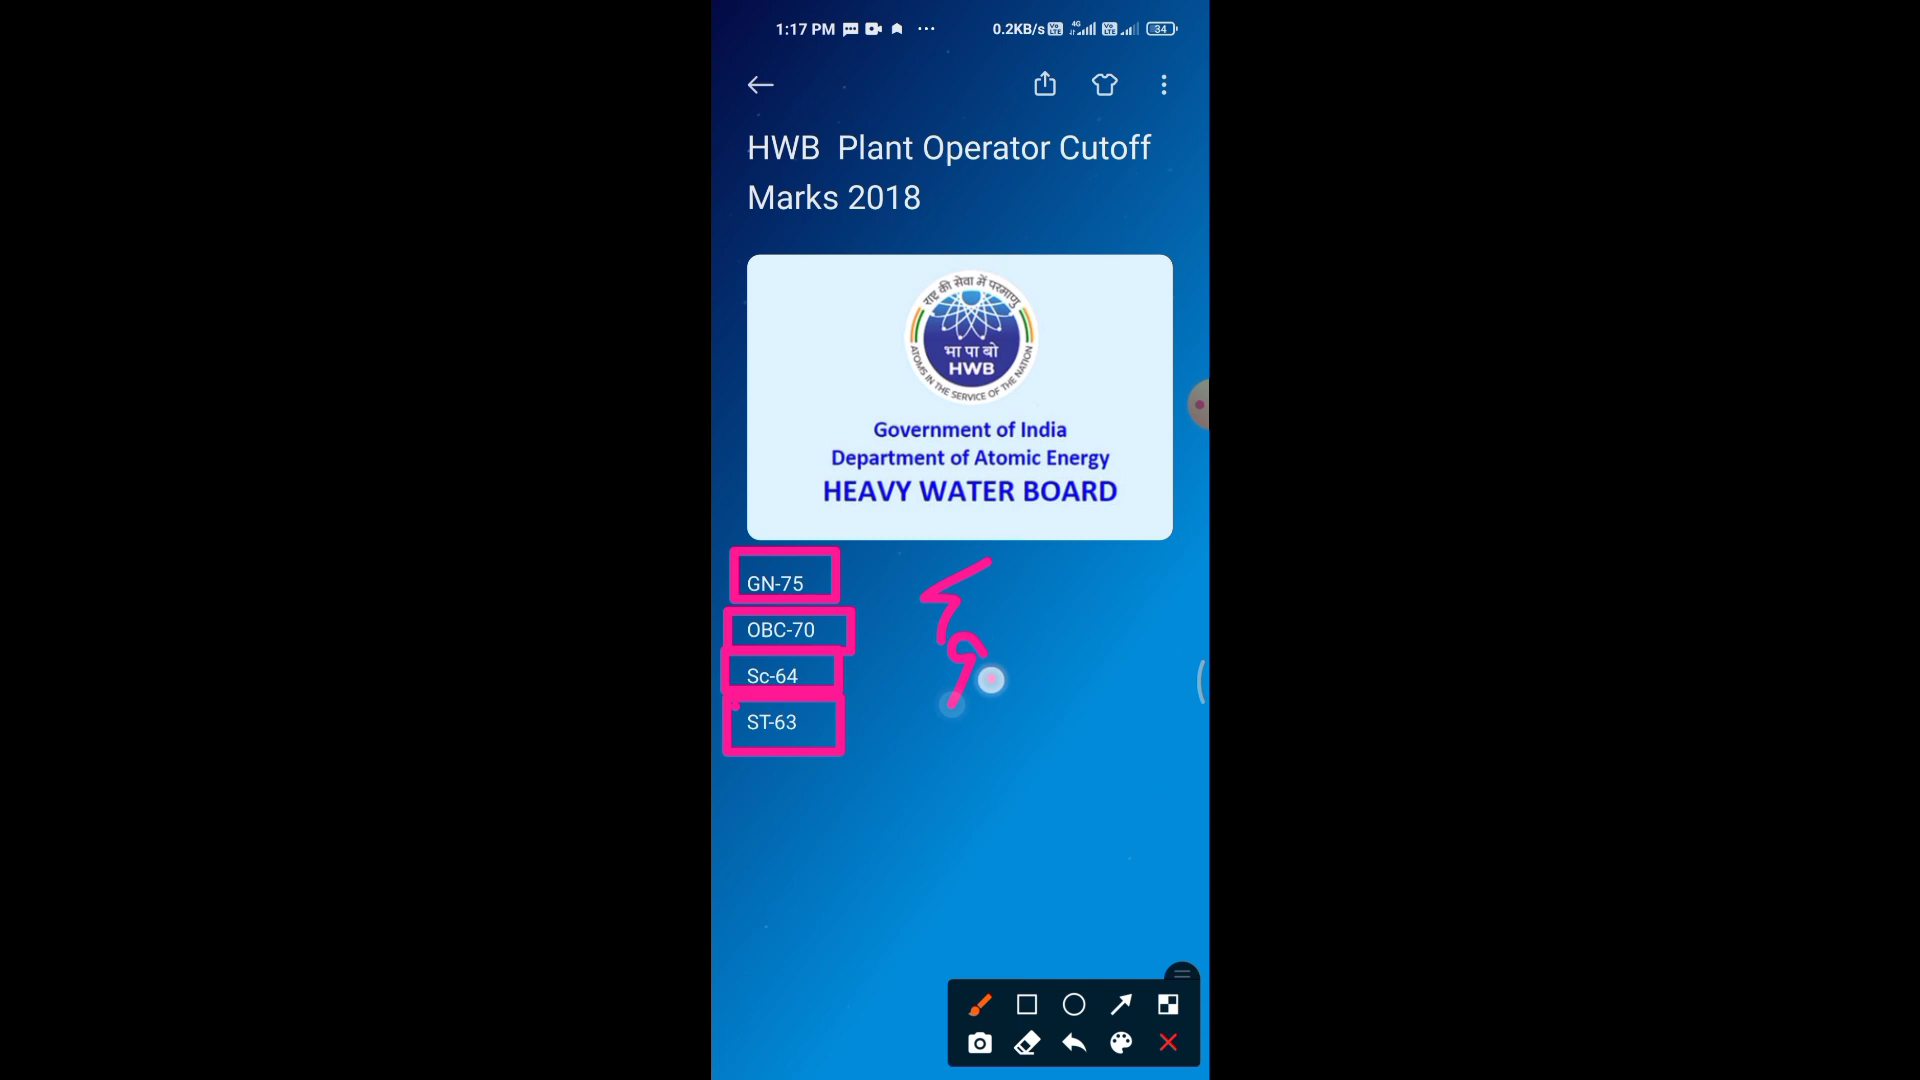 1:17 PM
0.2KB/s
4G
34
HWB Plant Operator Cutoff
Marks 2018
राष्ट्र की सेवा में परमाणु
भा पा बो
HWB
ATOMS IN THE SERVICE OF THE NATION
Government of India
Department of Atomic Energy
HEAVY WATER BOARD
GN-75
OBC-70
Sc-64
ST-63